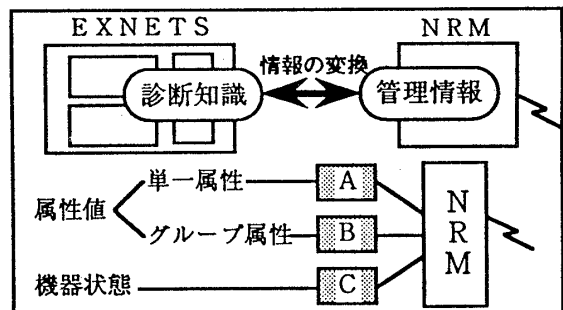 EXNETS
NRM
情報の変換
診断知識
管理情報
単一属性
A
属性値
グループ属性
B
NRM
機器状態
C